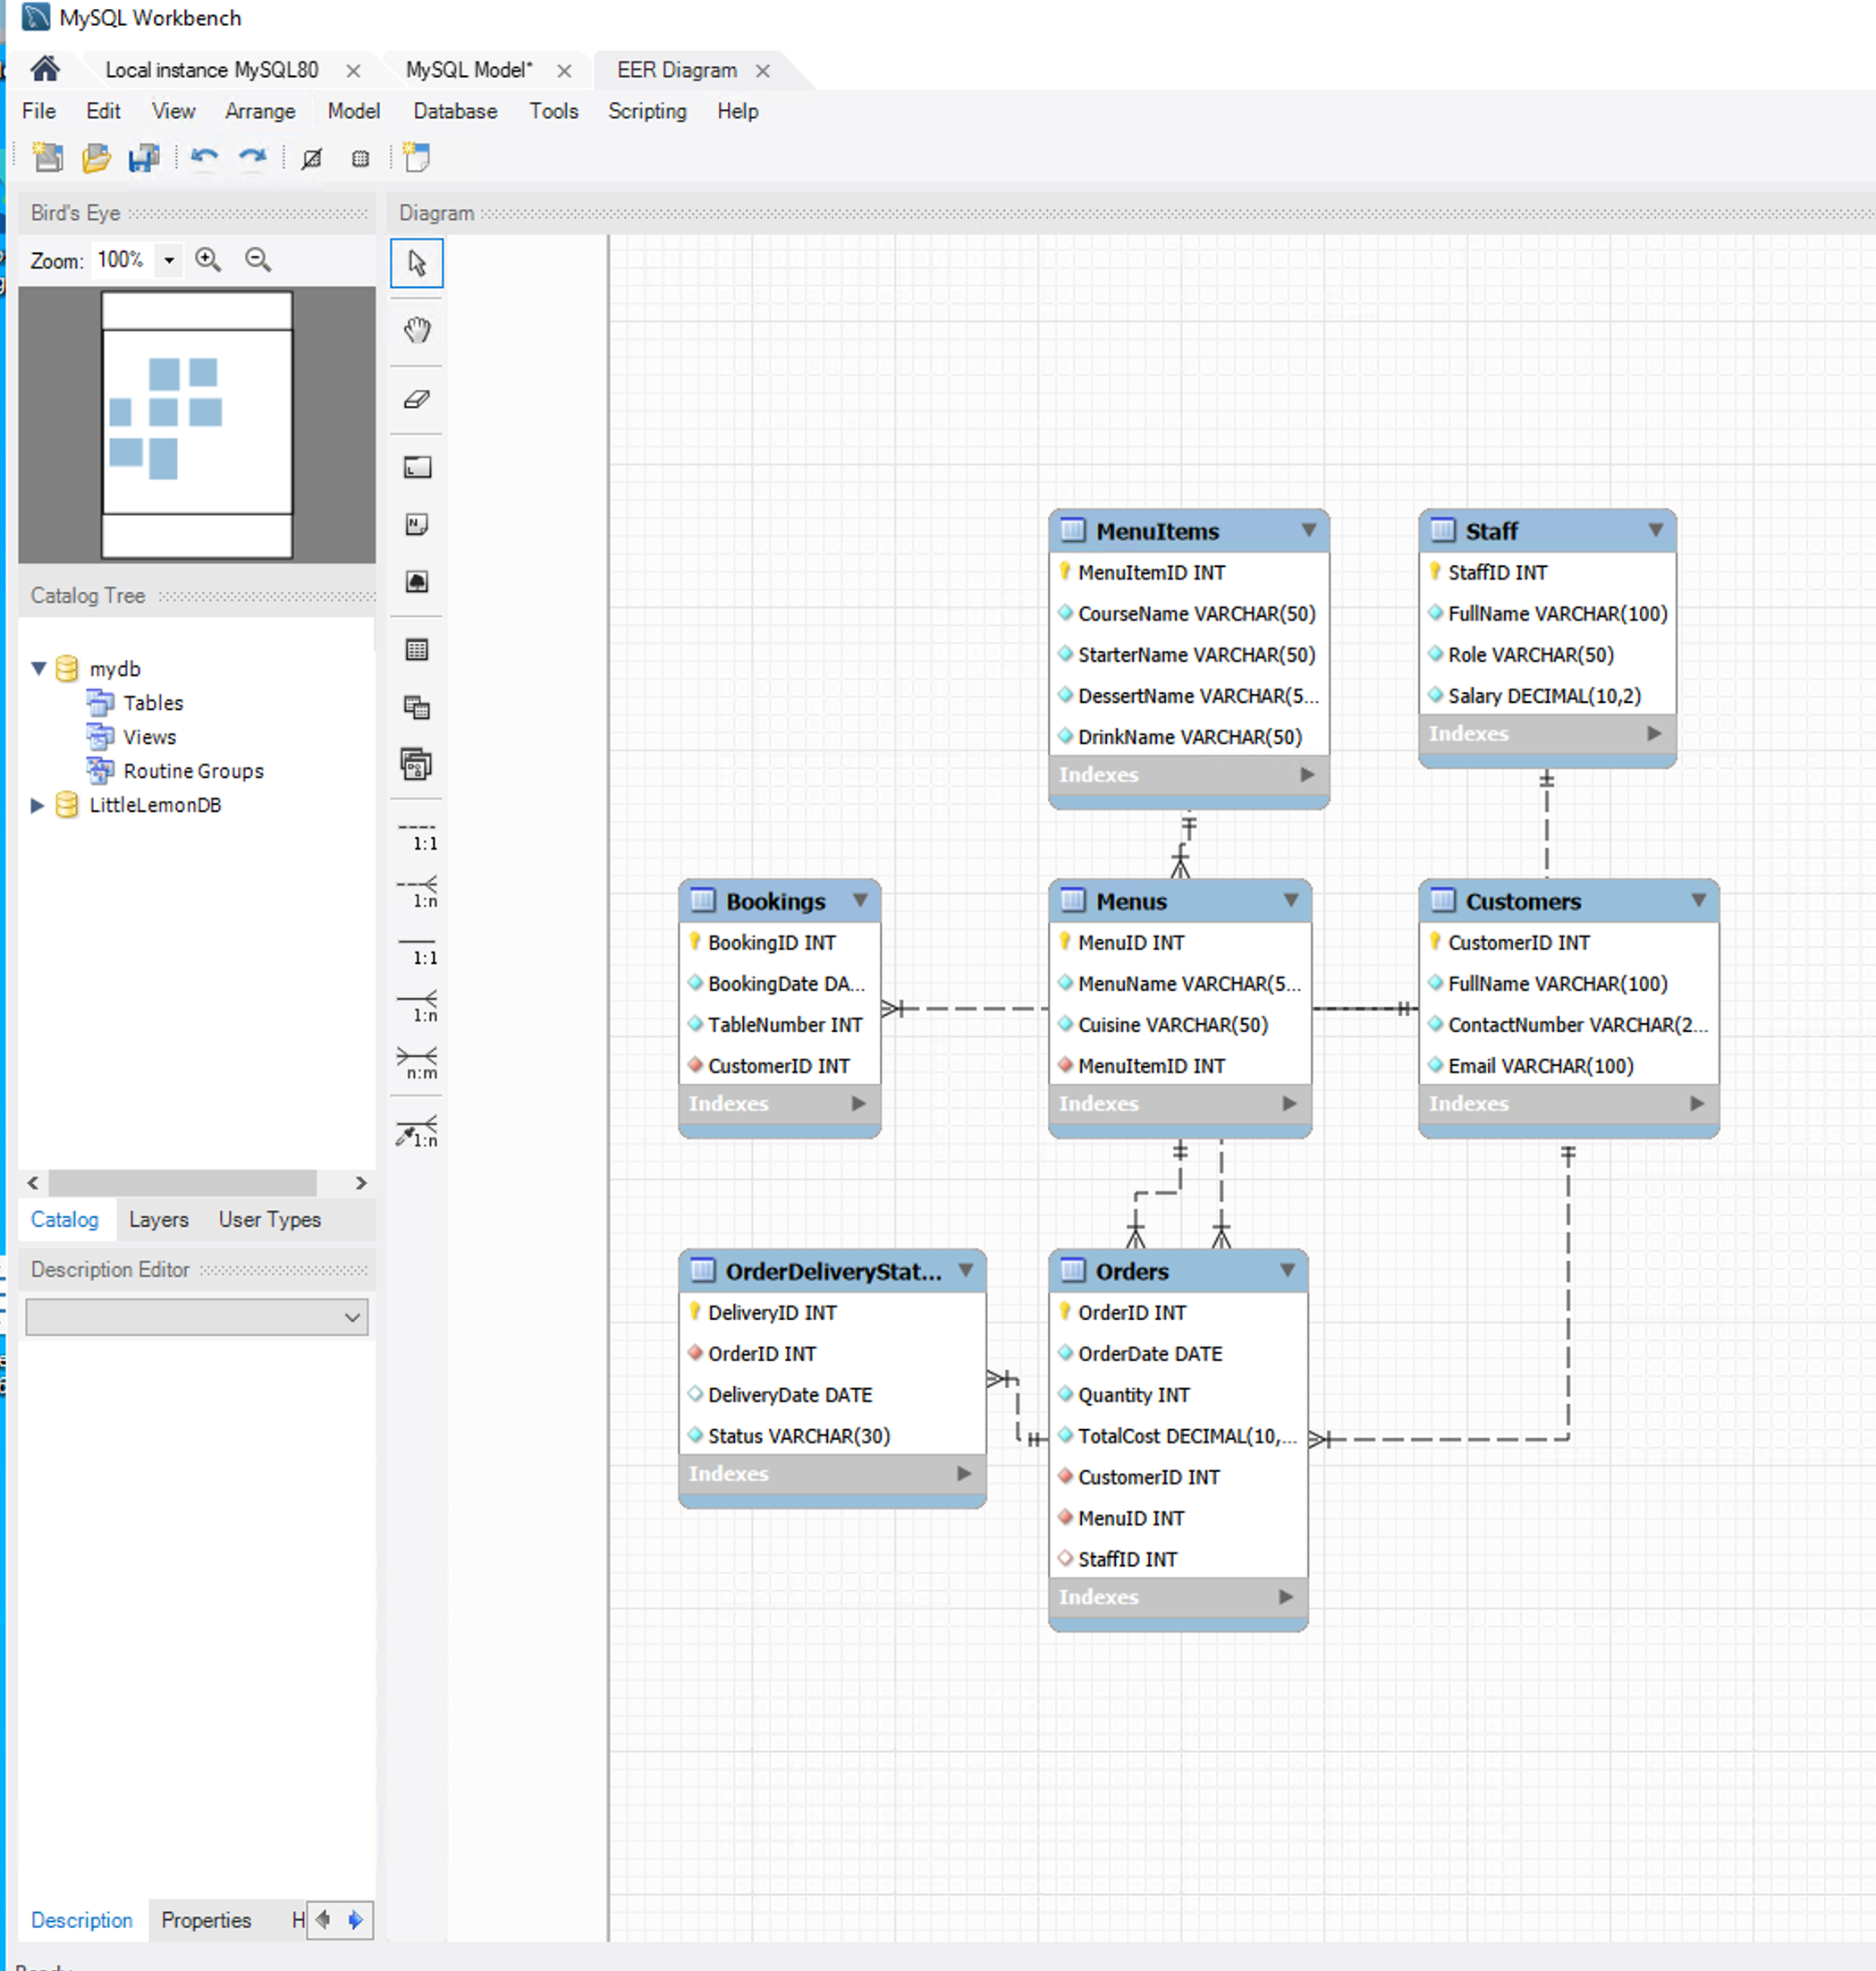 MySQL Workbench
Local instance MySQL80
MySQL Model*
EER Diagram
File Edit View Arrange Model Database Tools Scripting Help
Bird's Eye
Zoom: 100%
Catalog Tree
mydb
Tables
Views
Routine Groups
LittleLemonDB
Catalog Layers User Types
Description Editor
Description Properties H
Diagram
1:1
1:n
1:1
1:n
n:m
1:n
MenuItems
MenuItemID INT
CourseName VARCHAR(50)
StarterName VARCHAR(50)
DessertName VARCHAR(5...
DrinkName VARCHAR(50)
Indexes
Staff
StaffID INT
FullName VARCHAR(100)
Role VARCHAR(50)
Salary DECIMAL(10,2)
Indexes
Bookings
BookingID INT
BookingDate DA...
TableNumber INT
CustomerID INT
Indexes
Menus
MenuID INT
MenuName VARCHAR(5...
Cuisine VARCHAR(50)
MenuItemID INT
Indexes
Customers
CustomerID INT
FullName VARCHAR(100)
ContactNumber VARCHAR(2...
Email VARCHAR(100)
Indexes
OrderDeliveryStat...
DeliveryID INT
OrderID INT
DeliveryDate DATE
Status VARCHAR(30)
Indexes
Orders
OrderID INT
OrderDate DATE
Quantity INT
TotalCost DECIMAL(10,...
CustomerID INT
MenuID INT
StaffID INT
Indexes